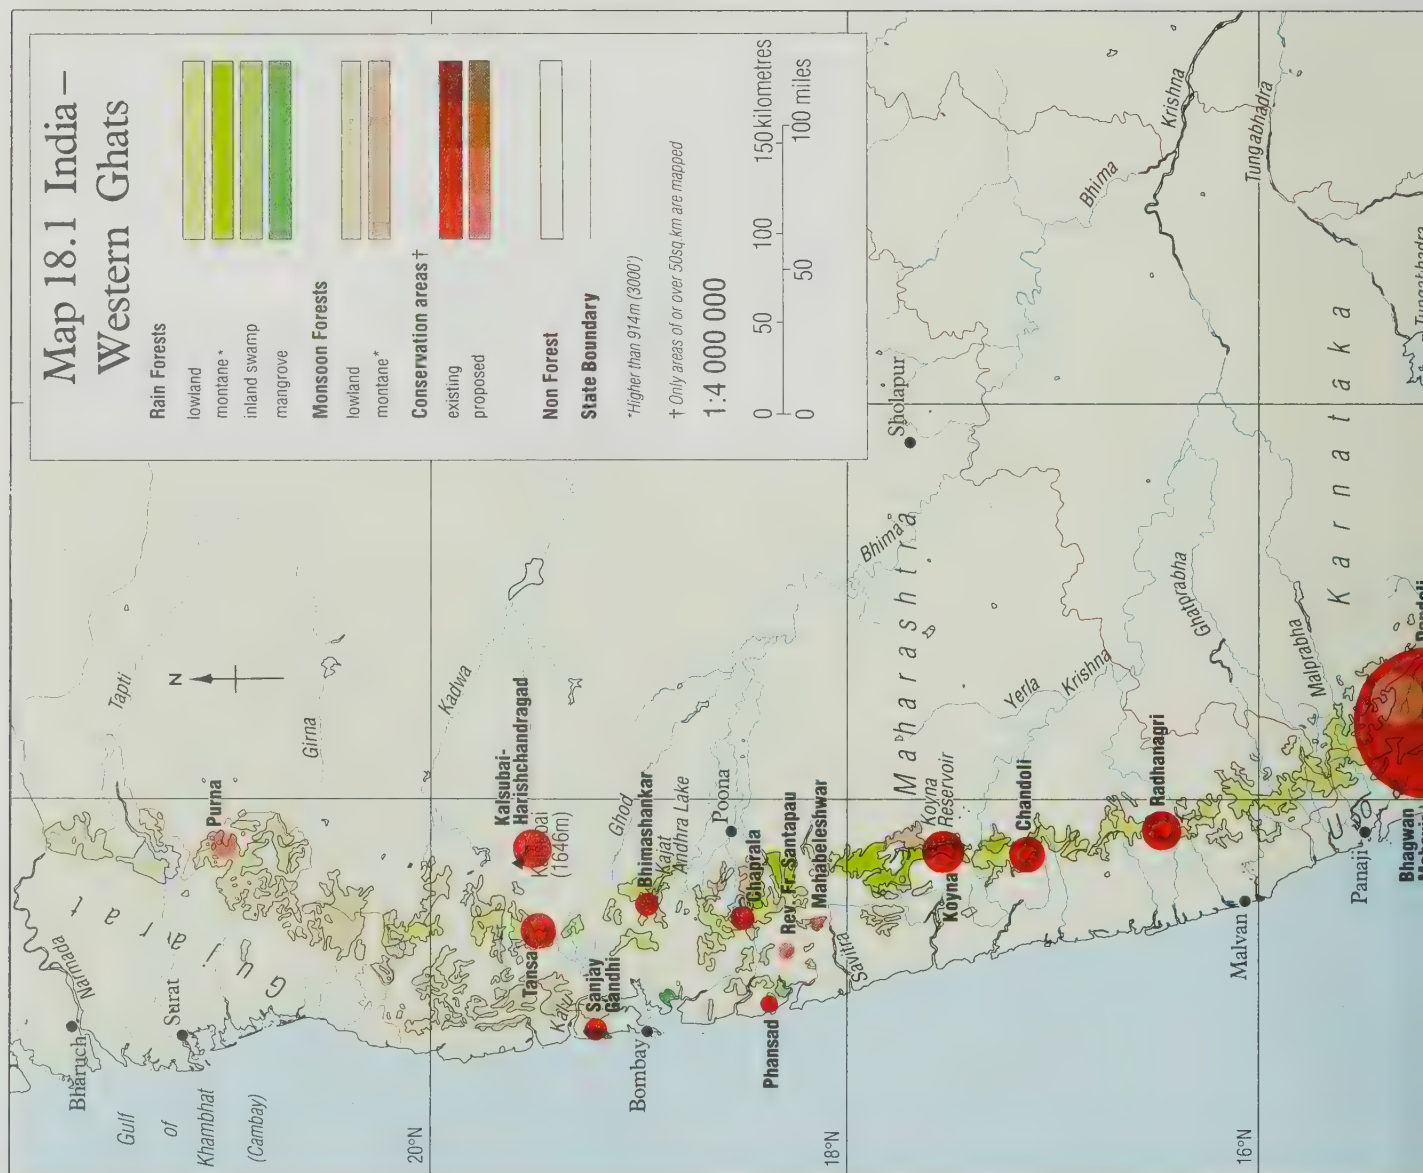 Map 18.1 India –
Western Ghats
Rain Forests
lowland
montane *
inland swamp
mangrove
Monsoon Forests
lowland
montane*
Conservation areas †
existing
proposed
Non Forest
State Boundary
*Higher than 914m (3000')
† Only areas of or over 50sq.km are mapped
1:4 000 000
0 50 100 150 kilometres
0 50 100 miles
N
Bharuch
Narmada
Surat
Gujarat
Tapti
Girna
Purna
Gulf
of
Khambhat
(Cambay)
20°N
Kadwa
Kalsubai-
Harishchandragad
(1646m)
Tansa
Kalu
Sanjay
Gandhi
Bombay
Ghod
Bhimashankar
Andhra Lake
Poona
Chaprala
Rev. Fr. Santapau
Mahabeleshwar
Phansad
18°N
Savitra
Bhima
Sholapur
Maharashtra
Koyna
Reservoir
Koyna
Chandoli
Yerla
Krishna
Radhanagri
Malvan
16°N
Ghatprabha
Malprabha
Karnataka
Bhima
Krishna
Tungabhadra
Tungabhadra
Panaji
Bhagwan